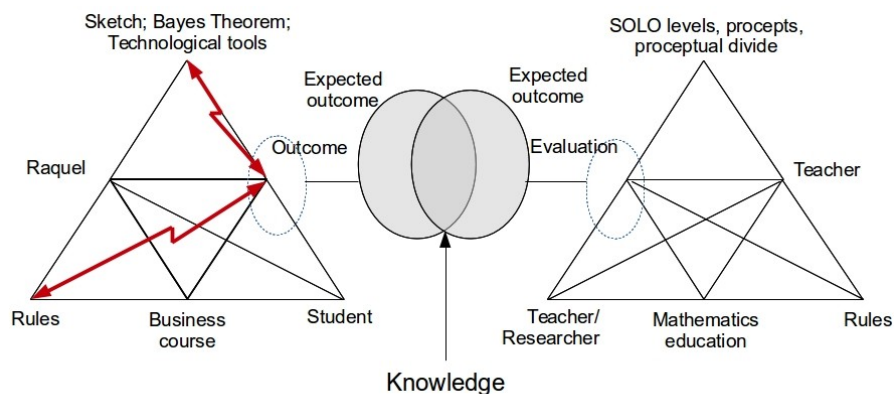 Sketch; Bayes Theorem;
Technological tools
SOLO levels, procepts,
proceptual divide
Expected
outcome
Expected
outcome
Outcome
Evaluation
Raquel
Teacher
Rules
Business
course
Student
Teacher/
Researcher
Mathematics
education
Rules
Knowledge